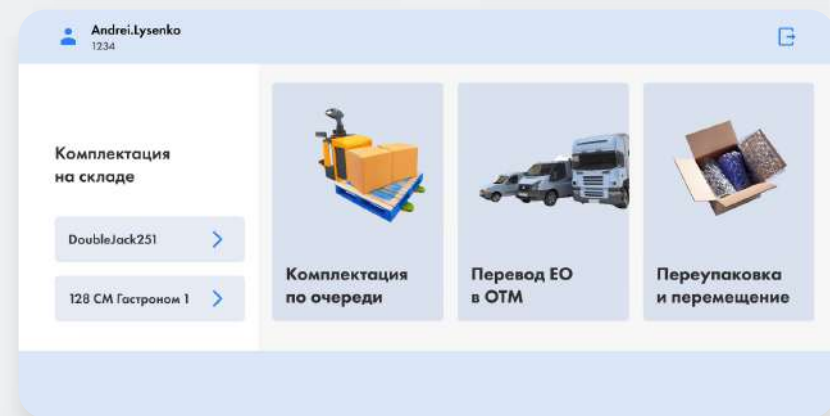 Andrei.Lysenko
1234
Комплектация
на складе
DoubleJack251
128 СМ Гастроном 1
Комплектация
по очереди
Перевод ЕО
в ОТМ
Переупаковка
и перемещение